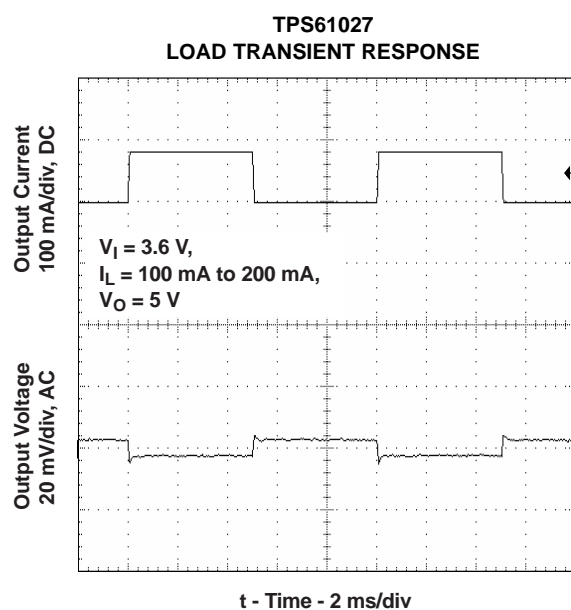 TPS61027
LOAD TRANSIENT RESPONSE
Output Current
100 mA/div, DC
VI = 3.6 V,
IL = 100 mA to 200 mA,
VO = 5 V
Output Voltage
20 mV/div, AC
t - Time - 2 ms/div